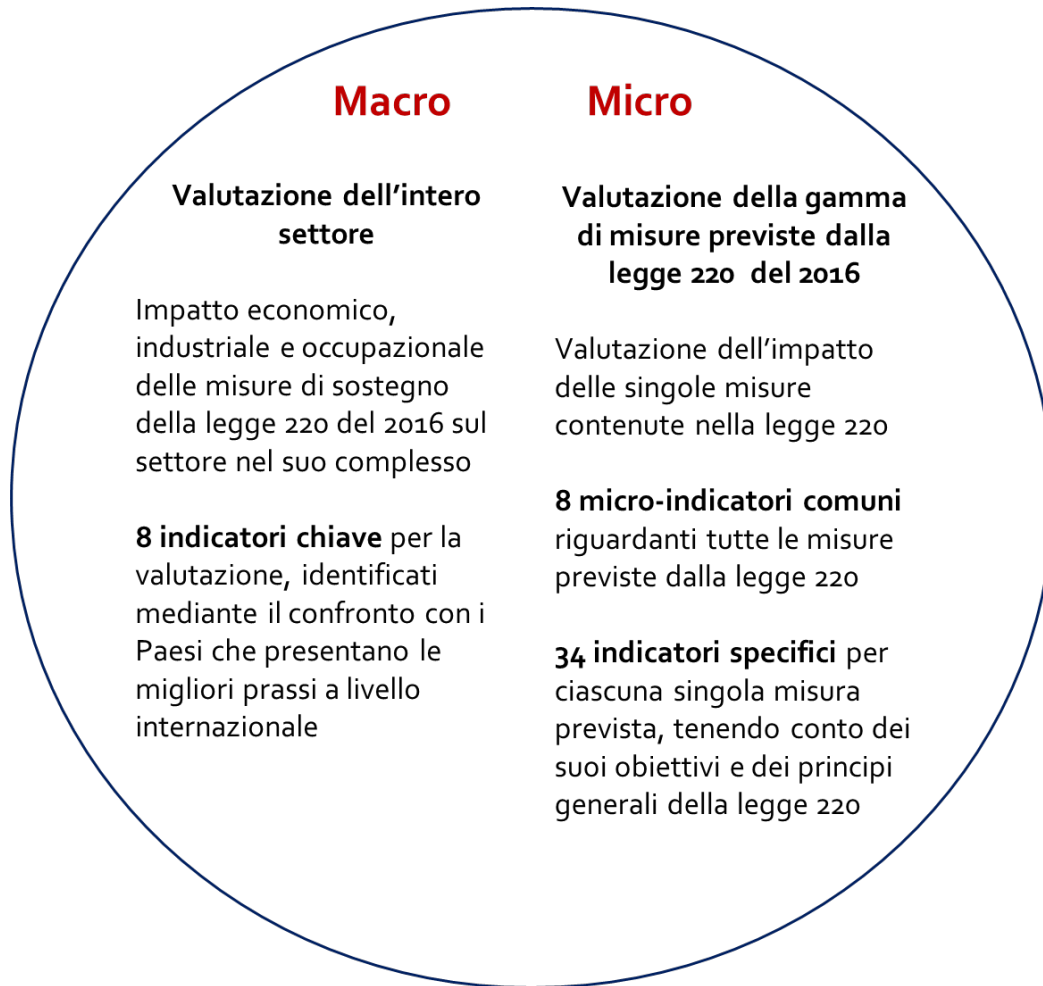 Macro
Valutazione dell’intero
settore
Impatto economico,
industriale e occupazionale
delle misure di sostegno
della legge 220 del 2016 sul
settore nel suo complesso
8 indicatori chiave per la
valutazione, identificati
mediante il confronto con i
Paesi che presentano le
migliori prassi a livello
internazionale
Micro
Valutazione della gamma
di misure previste dalla
legge 220 del 2016
Valutazione dell’impatto
delle singole misure
contenute nella legge 220
8 micro-indicatori comuni
riguardanti tutte le misure
previste dalla legge 220
34 indicatori specifici per
ciascuna singola misura
prevista, tenendo conto dei
suoi obiettivi e dei principi
generali della legge 220